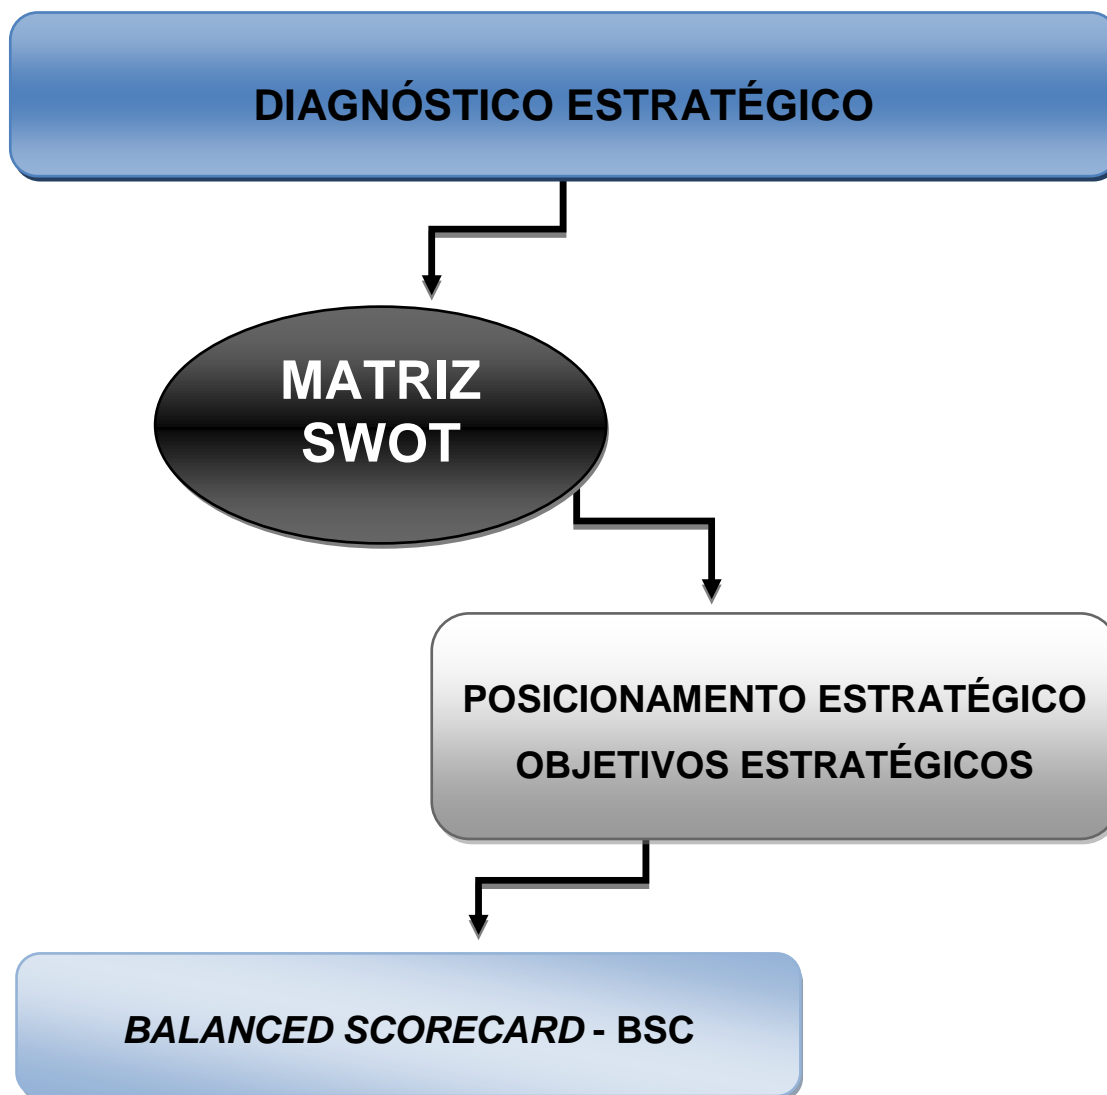 DIAGNÓSTICO ESTRATÉGICO
MATRIZ
SWOT
POSICIONAMENTO ESTRATÉGICO
OBJETIVOS ESTRATÉGICOS
BALANCED SCORECARD - BSC